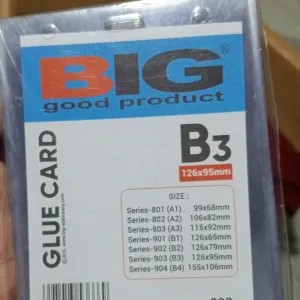 BIG®
good product
GLUE CARD
B3
126x95mm
SIZE :
Series-801 (A1) 99x68mm
Series-802 (A2) 106x82mm
Series-803 (A3) 115x92mm
Series-901 (B1) 126x65mm
Series-902 (B2) 126x79mm
Series-903 (B3) 126x95mm
Series-904 (B4) 155x106mm